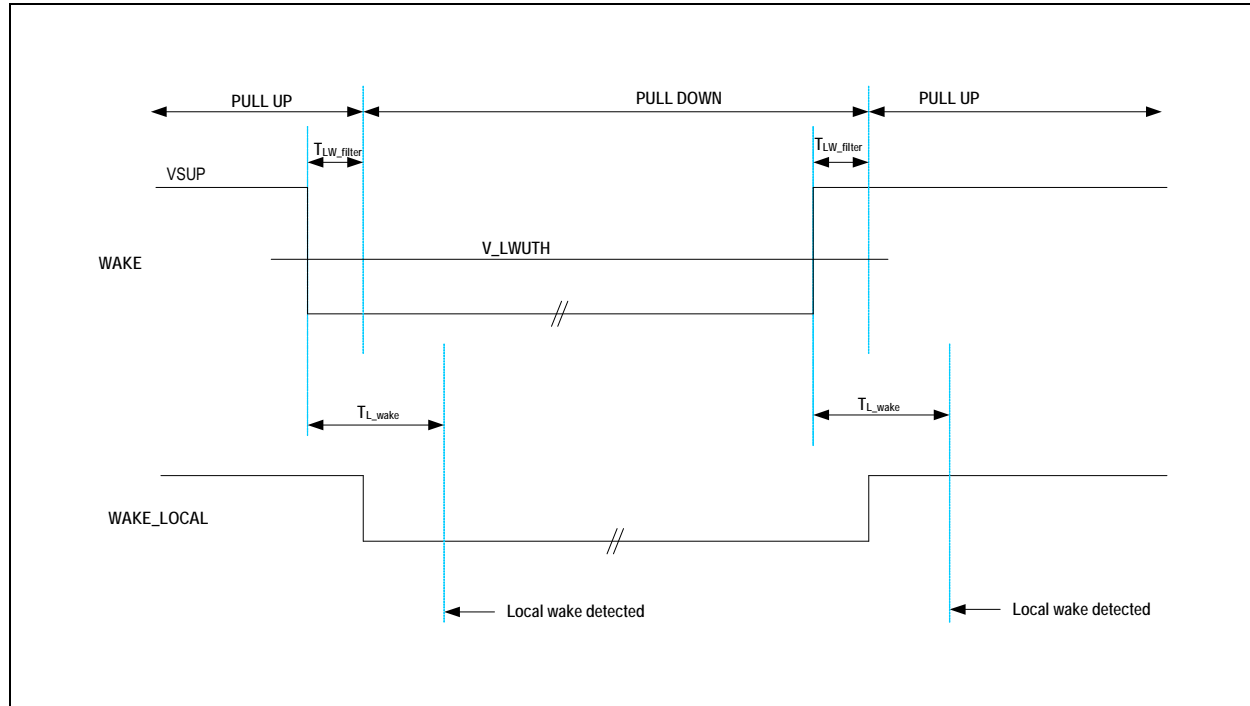 PULL UP
PULL DOWN
PULL UP
TLW_filter
TLW_filter
VSUP
V_LWUTH
WAKE
TL_wake
TL_wake
WAKE_LOCAL
Local wake detected
Local wake detected